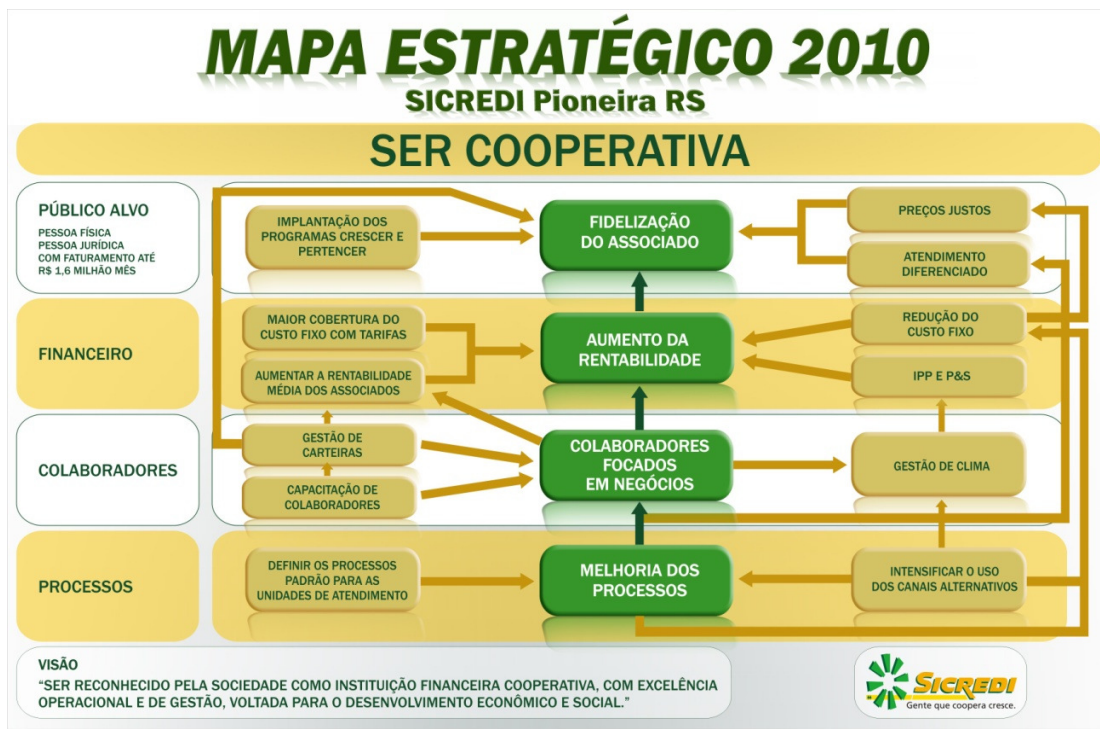 MAPA ESTRATÉGICO 2010
SICREDI Pioneira RS
SER COOPERATIVA
PÚBLICO ALVO
PESSOA FÍSICA
PESSOA JURÍDICA
COM FATURAMENTO ATÉ
R$ 1,6 MILHÃO MÊS
IMPLANTAÇÃO DOS
PROGRAMAS CRESCER E
PERTENCER
FIDELIZAÇÃO
DO ASSOCIADO
PREÇOS JUSTOS
ATENDIMENTO
DIFERENCIADO
FINANCEIRO
MAIOR COBERTURA DO
CUSTO FIXO COM TARIFAS
AUMENTAR A RENTABILIDADE
MÉDIA DOS ASSOCIADOS
AUMENTO DA
RENTABILIDADE
REDUÇÃO DO
CUSTO FIXO
IPP E P&S
COLABORADORES
GESTÃO DE
CARTEIRAS
CAPACITAÇÃO DE
COLABORADORES
COLABORADORES
FOCADOS
EM NEGÓCIOS
GESTÃO DE CLIMA
PROCESSOS
DEFINIR OS PROCESSOS
PADRÃO PARA AS
UNIDADES DE ATENDIMENTO
MELHORIA DOS
PROCESSOS
INTENSIFICAR O USO
DOS CANAIS ALTERNATIVOS
VISÃO
“SER RECONHECIDO PELA SOCIEDADE COMO INSTITUIÇÃO FINANCEIRA COOPERATIVA, COM EXCELÊNCIA
OPERACIONAL E DE GESTÃO, VOLTADA PARA O DESENVOLVIMENTO ECONÔMICO E SOCIAL.”
SICREDI
Gente que coopera cresce.